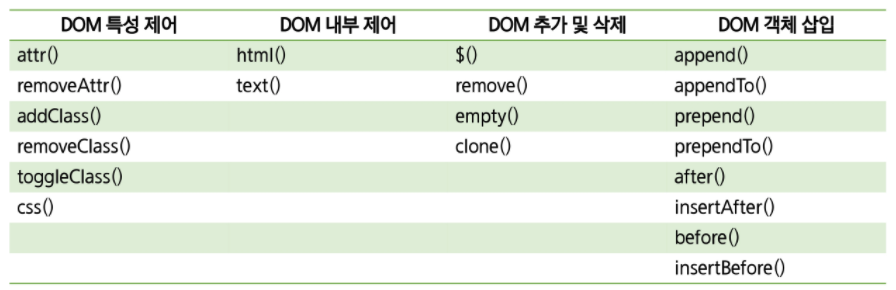 DOM 특성 제어 DOM 내부 제어 DOM 추가 및 삭제 DOM 객체 삽입
attr() html() $() append()
removeAttr() text() remove() appendTo()
addClass() empty() prepend()
removeClass() clone() prependTo()
toggleClass() after()
css() insertAfter()
before()
insertBefore()